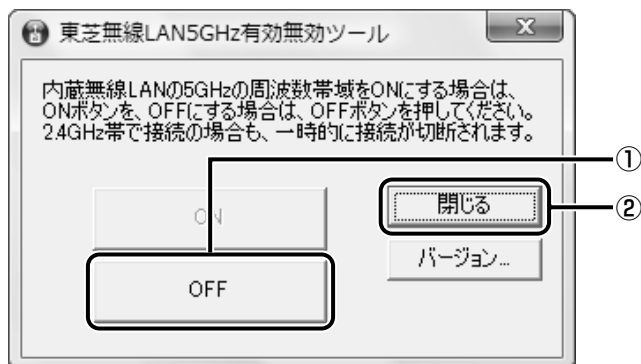 東芝無線LAN5GHz有効無効ツール
内蔵無線LANの5GHzの周波数帯域をONにする場合は、
ONボタンを、OFFにする場合は、OFFボタンを押してください。
2.4GHz帯で接続の場合も、一時的に接続が切断されます。
①
ON
閉じる
②
バージョン...
OFF